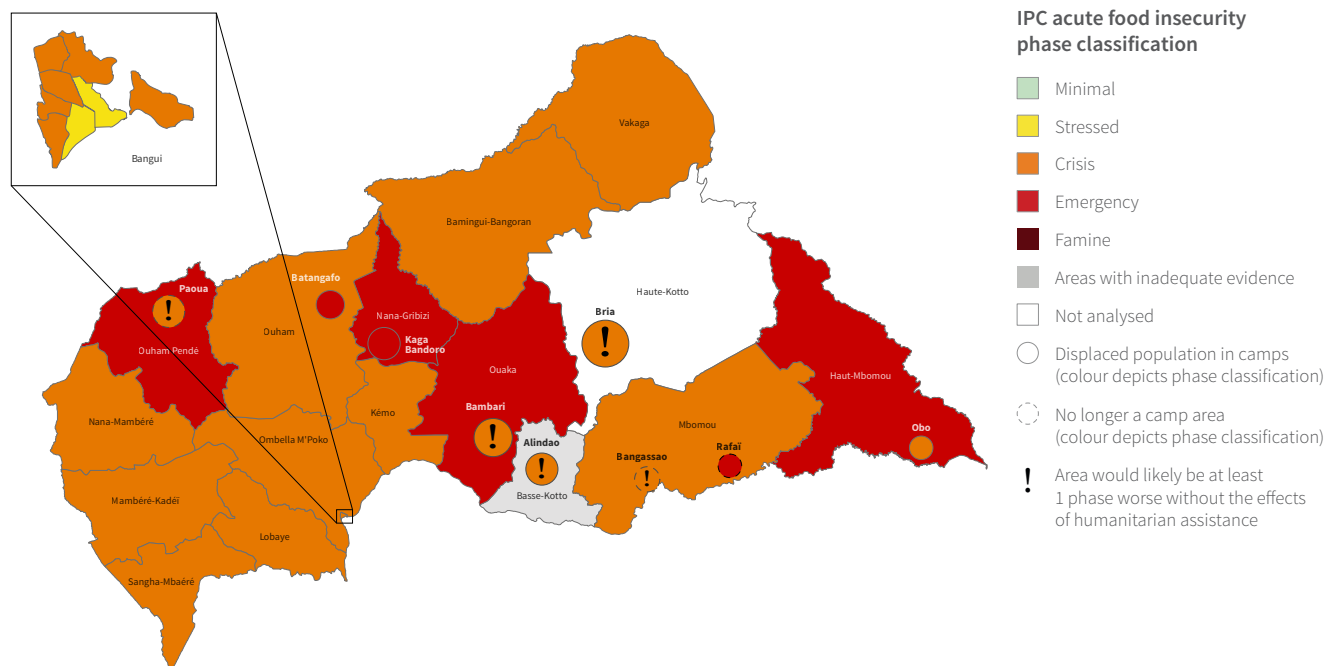 Bangui
Vakaga
Bamingui-Bangoran
Haute-Kotto
Bria
Batangafo
Paoua
Ouham Pendé
Ouham
Nana-Gribizi
Kaga
Bandoro
Ouaka
Haut-Mbomou
Kémo
Nana-Mambéré
Ombella M'Poko
Bambari
!
Alindao
Basse-Kotto
Mbomou
Bangassao
Rafaï
Obo
Mambéré-Kadéï
Lobaye
Sangha-Mbaéré
!
!
!
!
IPC acute food insecurity
phase classification
Minimal
Stressed
Crisis
Emergency
Famine
Areas with inadequate evidence
Not analysed
Displaced population in camps
(colour depicts phase classification)
No longer a camp area
(colour depicts phase classification)
! Area would likely be at least
1 phase worse without the effects
of humanitarian assistance